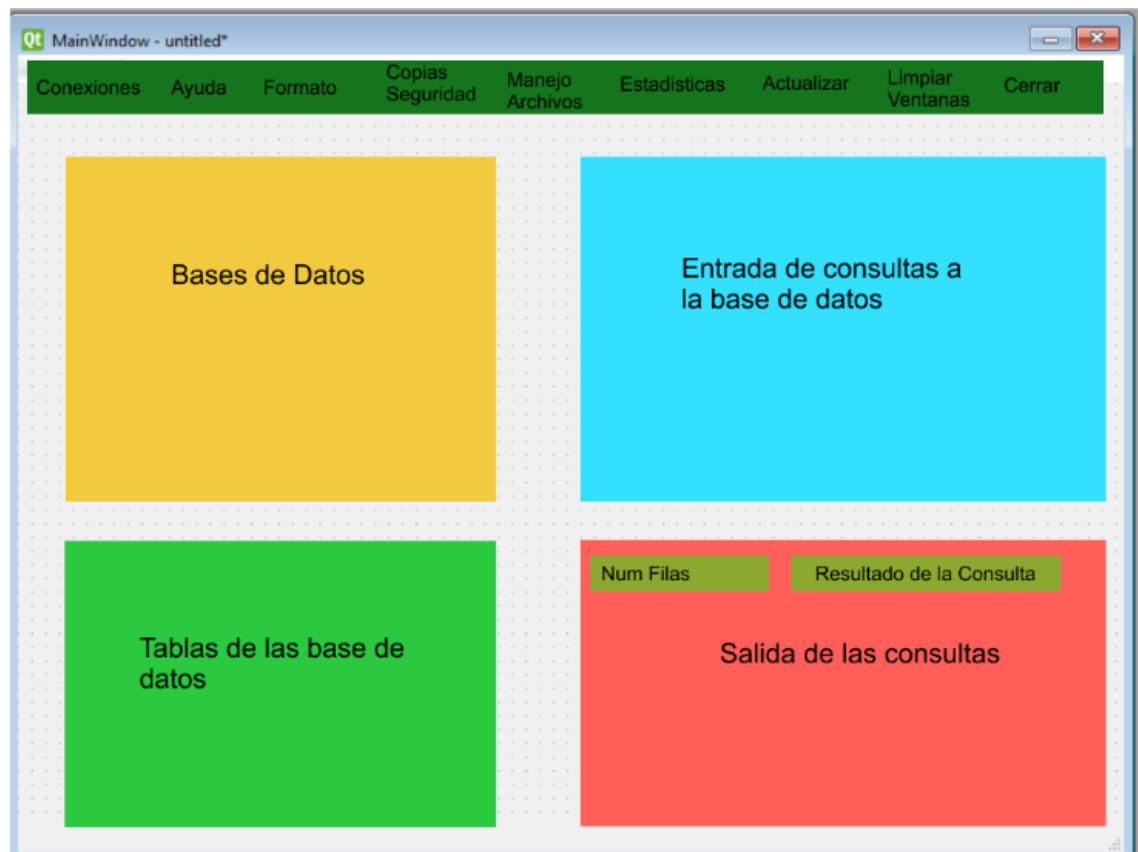 MainWindow - untitled*
Conexiones
Ayuda
Formato
Copias
Seguridad
Manejo
Archivos
Estadisticas
Actualizar
Limpiar
Ventanas
Cerrar
Bases de Datos
Entrada de consultas a
la base de datos
Tablas de las base de
datos
Num Filas
Resultado de la Consulta
Salida de las consultas